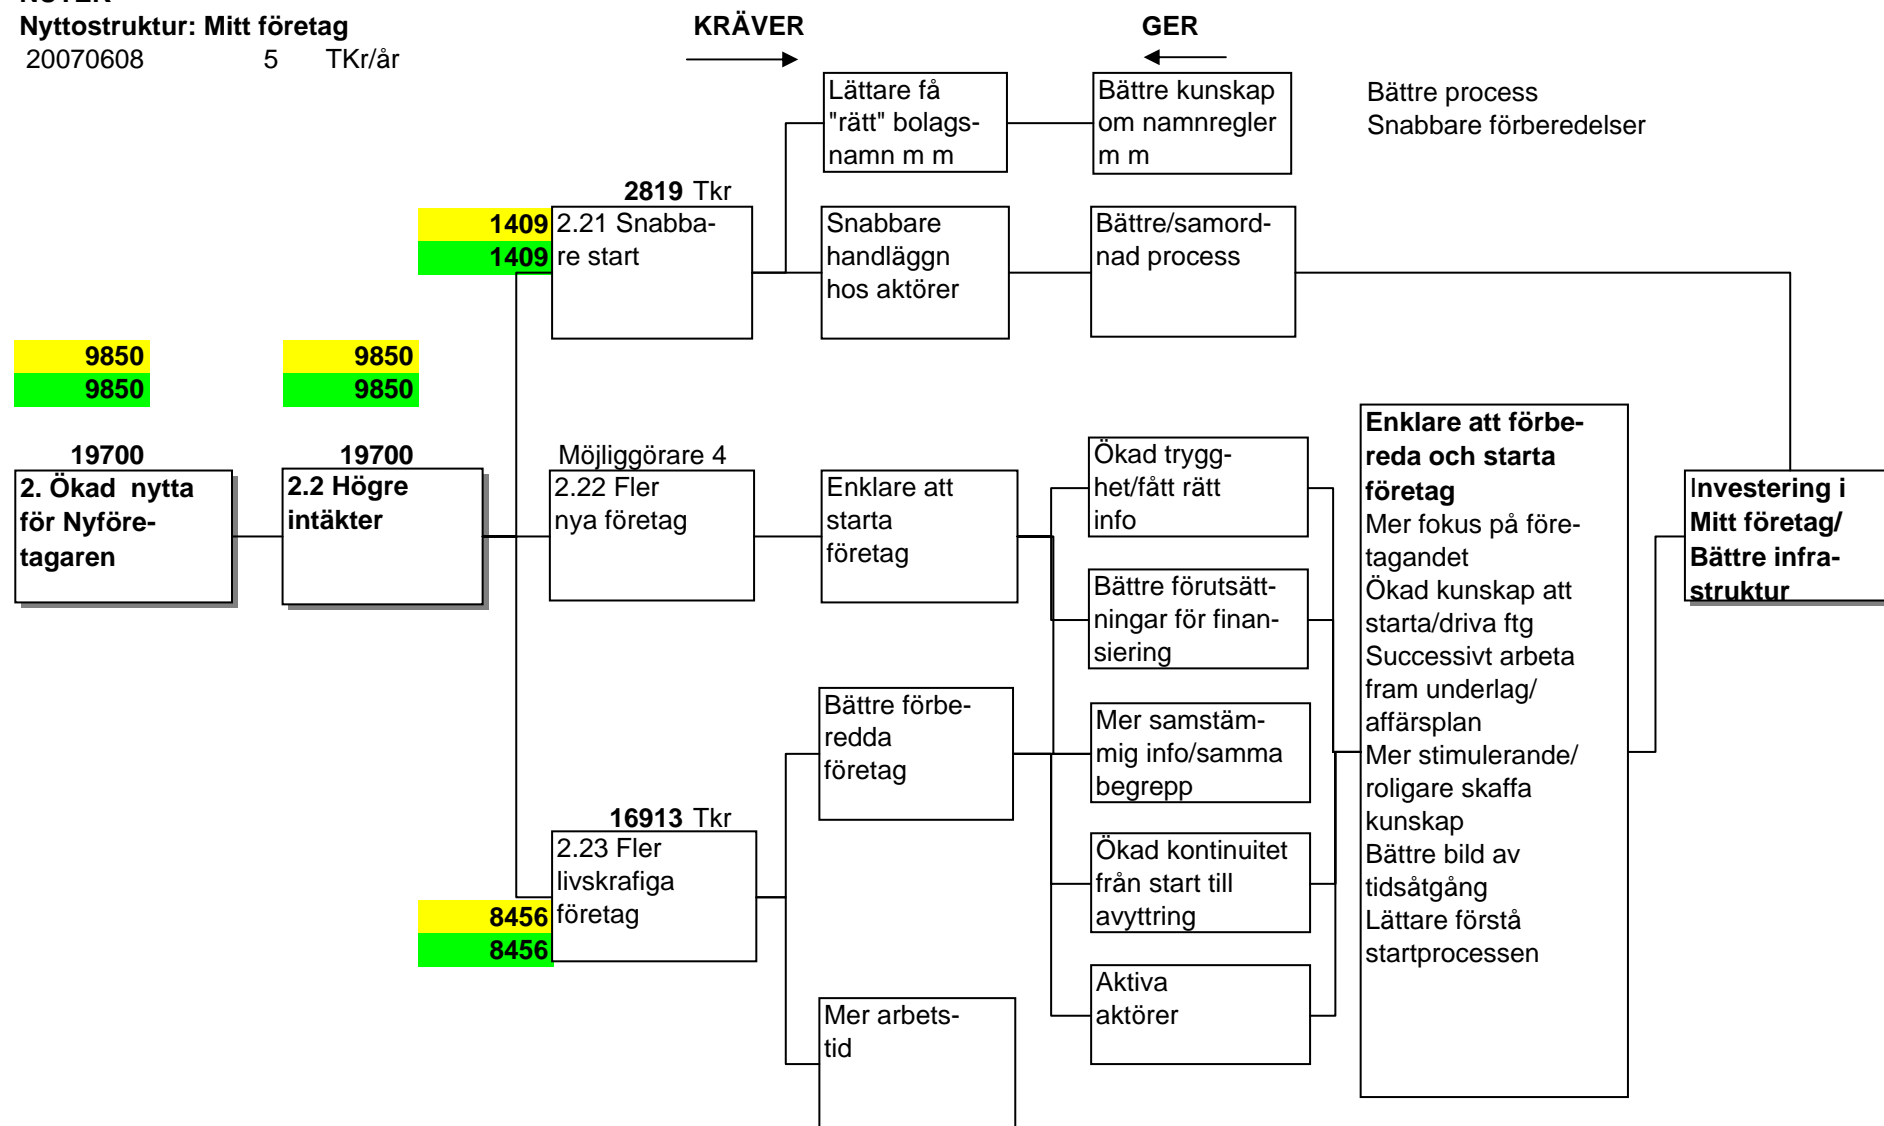 NUTEK
Nyttostruktur: Mitt företag
20070608 5 TKr/år
KRÄVER
GER
Lättare få
"rätt" bolags-
namn m m
Bättre kunskap
om namnregler
m m
Bättre process
Snabbare förberedelser
2819 Tkr
1409
1409
2.21 Snabba-
re start
Snabbare
handläggn
hos aktörer
Bättre/samord-
nad process
9850
9850
9850
9850
19700
2. Ökad nytta
för Nyföre-
tagaren
19700
2.2 Högre
intäkter
Möjliggörare 4
2.22 Fler
nya företag
Enklare att
starta
företag
Ökad trygg-
het/fått rätt
info
Bättre förutsätt-
ningar för finan-
siering
Bättre förbe-
redda
företag
Mer samstäm-
mig info/samma
begrepp
16913 Tkr
2.23 Fler
livskrafiga
företag
8456
8456
Ökad kontinuitet
från start till
avyttring
Mer arbets-
tid
Aktiva
aktörer
Enklare att förbe-
reda och starta
företag
Mer fokus på före-
tagandet
Ökad kunskap att
starta/driva ftg
Successivt arbeta
fram underlag/
affärsplan
Mer stimulerande/
roligare skaffa
kunskap
Bättre bild av
tidsåtgång
Lättare förstå
startprocessen
Investering i
Mitt företag/
Bättre infra-
struktur